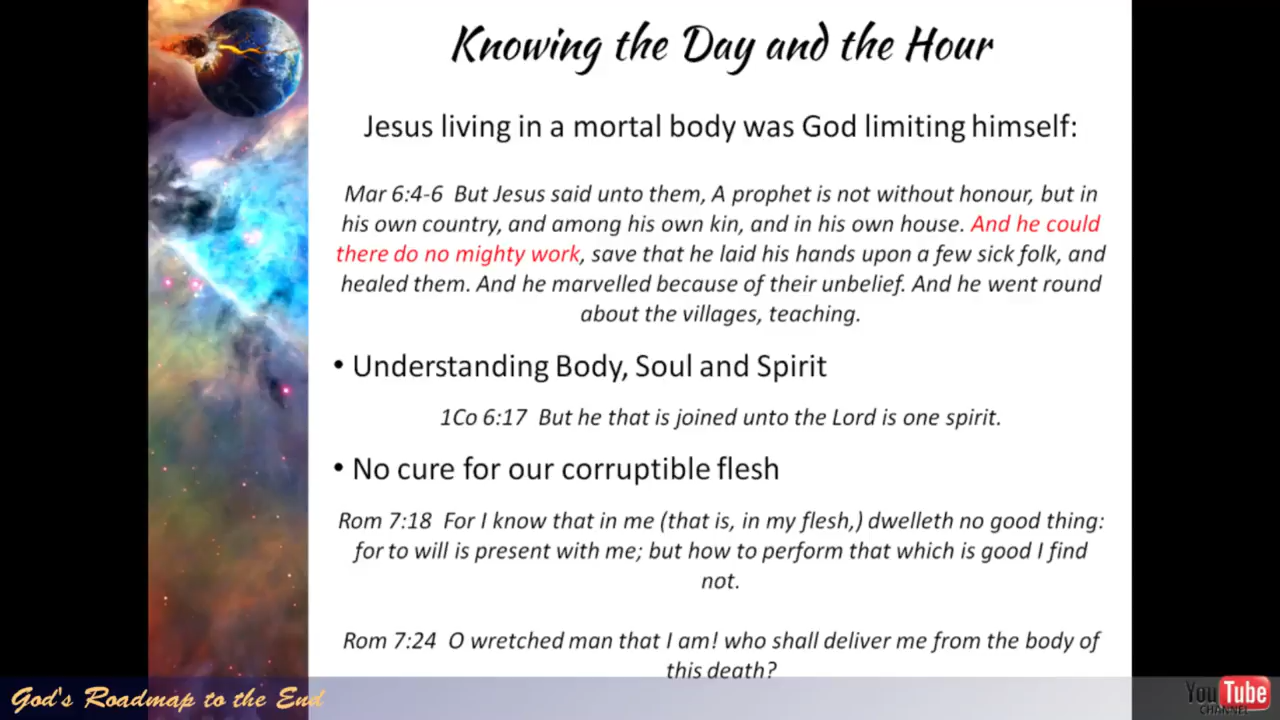 Knowing the Day and the Hour
Jesus living in a mortal body was God limiting himself:
Mar 6:4-6 But Jesus said unto them, A prophet is not without honour, but in
his own country, and among his own kin, and in his own house. And he could
there do no mighty work, save that he laid his hands upon a few sick folk, and
healed them. And he marvelled because of their unbelief. And he went round
about the villages, teaching.
• Understanding Body, Soul and Spirit
1Co 6:17 But he that is joined unto the Lord is one spirit.
• No cure for our corruptible flesh
Rom 7:18 For I know that in me (that is, in my flesh,) dwelleth no good thing:
for to will is present with me; but how to perform that which is good I find
not.
Rom 7:24 O wretched man that I am! who shall deliver me from the body of
this death?
God's Roadmap to the End
YouTube
CHANNEL